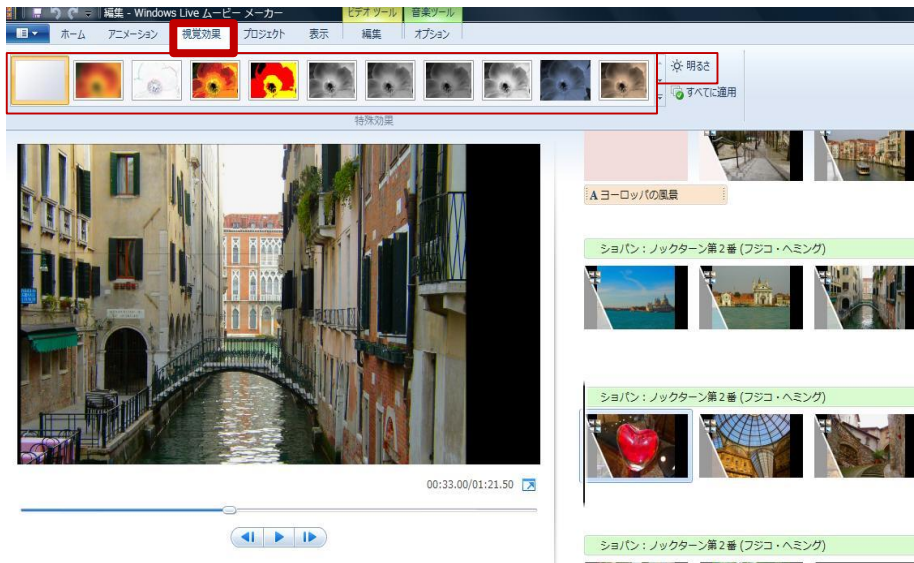 編集 - Windows Live ムービー メーカー
ビデオ ツール
音楽ツール
ホーム
アニメーション
視覚効果
プロジェクト
表示
編集
オプション
明るさ
すべてに適用
特殊効果
A ヨーロッパの風景
ショパン：ノックターン第2番 (フジコ・ヘミング)
ショパン：ノックターン第2番 (フジコ・ヘミング)
00:33.00/01:21.50
ショパン：ノックターン第2番 (フジコ・ヘミング)